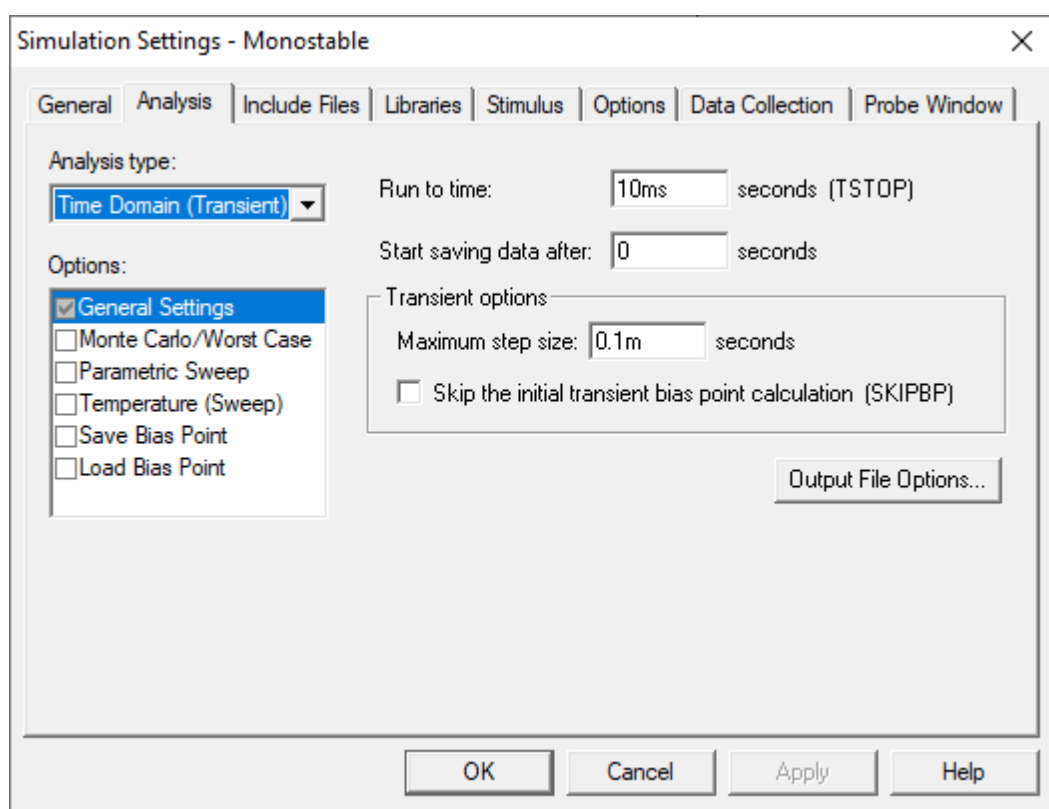 Simulation Settings - Monostable
General Analysis Include Files Libraries Stimulus Options Data Collection Probe Window
Analysis type:
Time Domain (Transient)
Options:
General Settings
Monte Carlo/Worst Case
Parametric Sweep
Temperature (Sweep)
Save Bias Point
Load Bias Point
Run to time: 10ms seconds (TSTOP)
Start saving data after: 0 seconds
Transient options
Maximum step size: 0.1m seconds
Skip the initial transient bias point calculation (SKIPBP)
Output File Options...
OK Cancel Apply Help